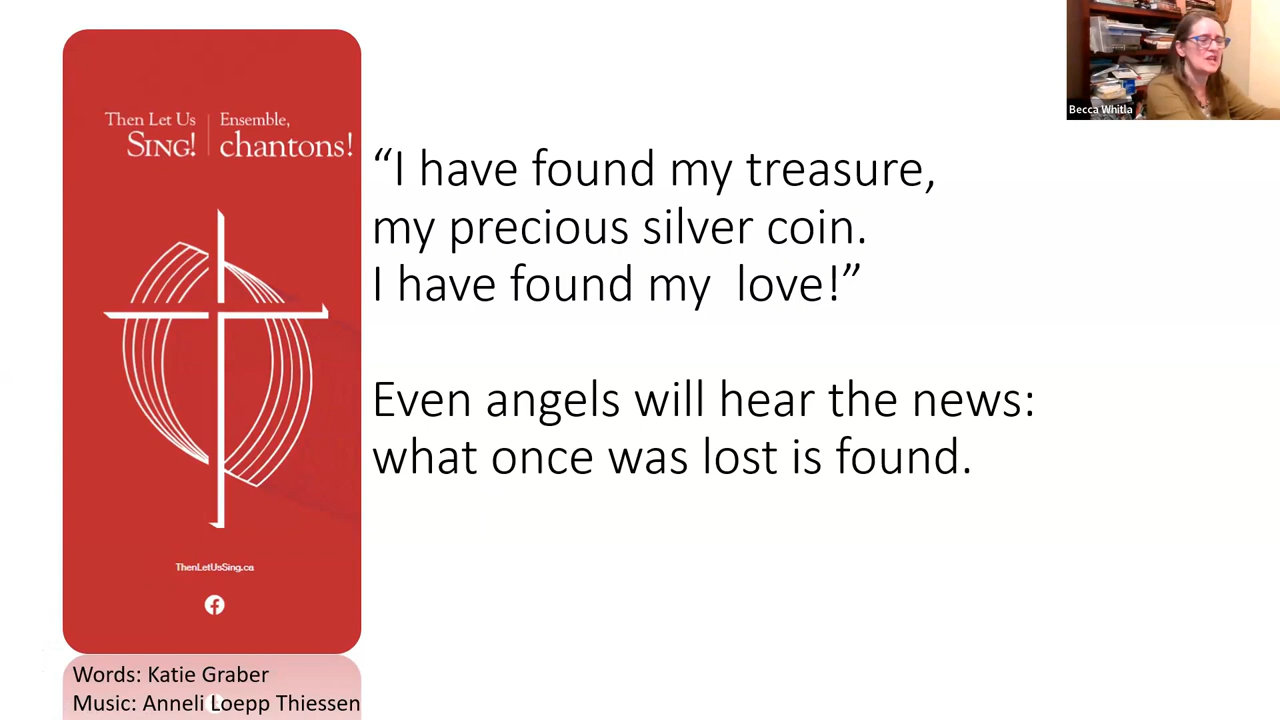 Then Let Us
SING!
Ensemble,
chantons!
ThenLetUsSing.ca
Words: Katie Graber
Music: Anneli Loepp Thiessen
“I have found my treasure,
my precious silver coin.
I have found my love!”
Even angels will hear the news:
what once was lost is found.
Becca Whitla